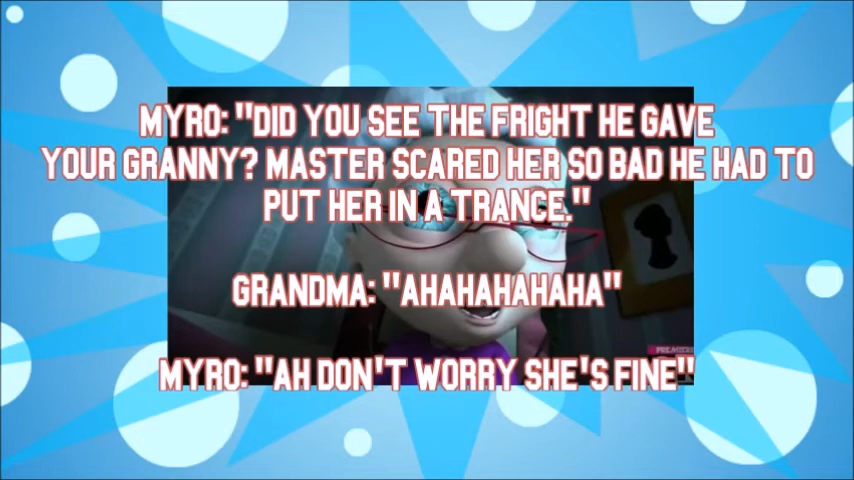 MYRO: "DID YOU SEE THE FRIGHT HE GAVE
YOUR GRANNY? MASTER SCARED HER SO BAD HE HAD TO
PUT HER IN A TRANCE."
GRANDMA: "AHAHAHAHAHA"
MYRO: "AH DON'T WORRY SHE'S FINE"